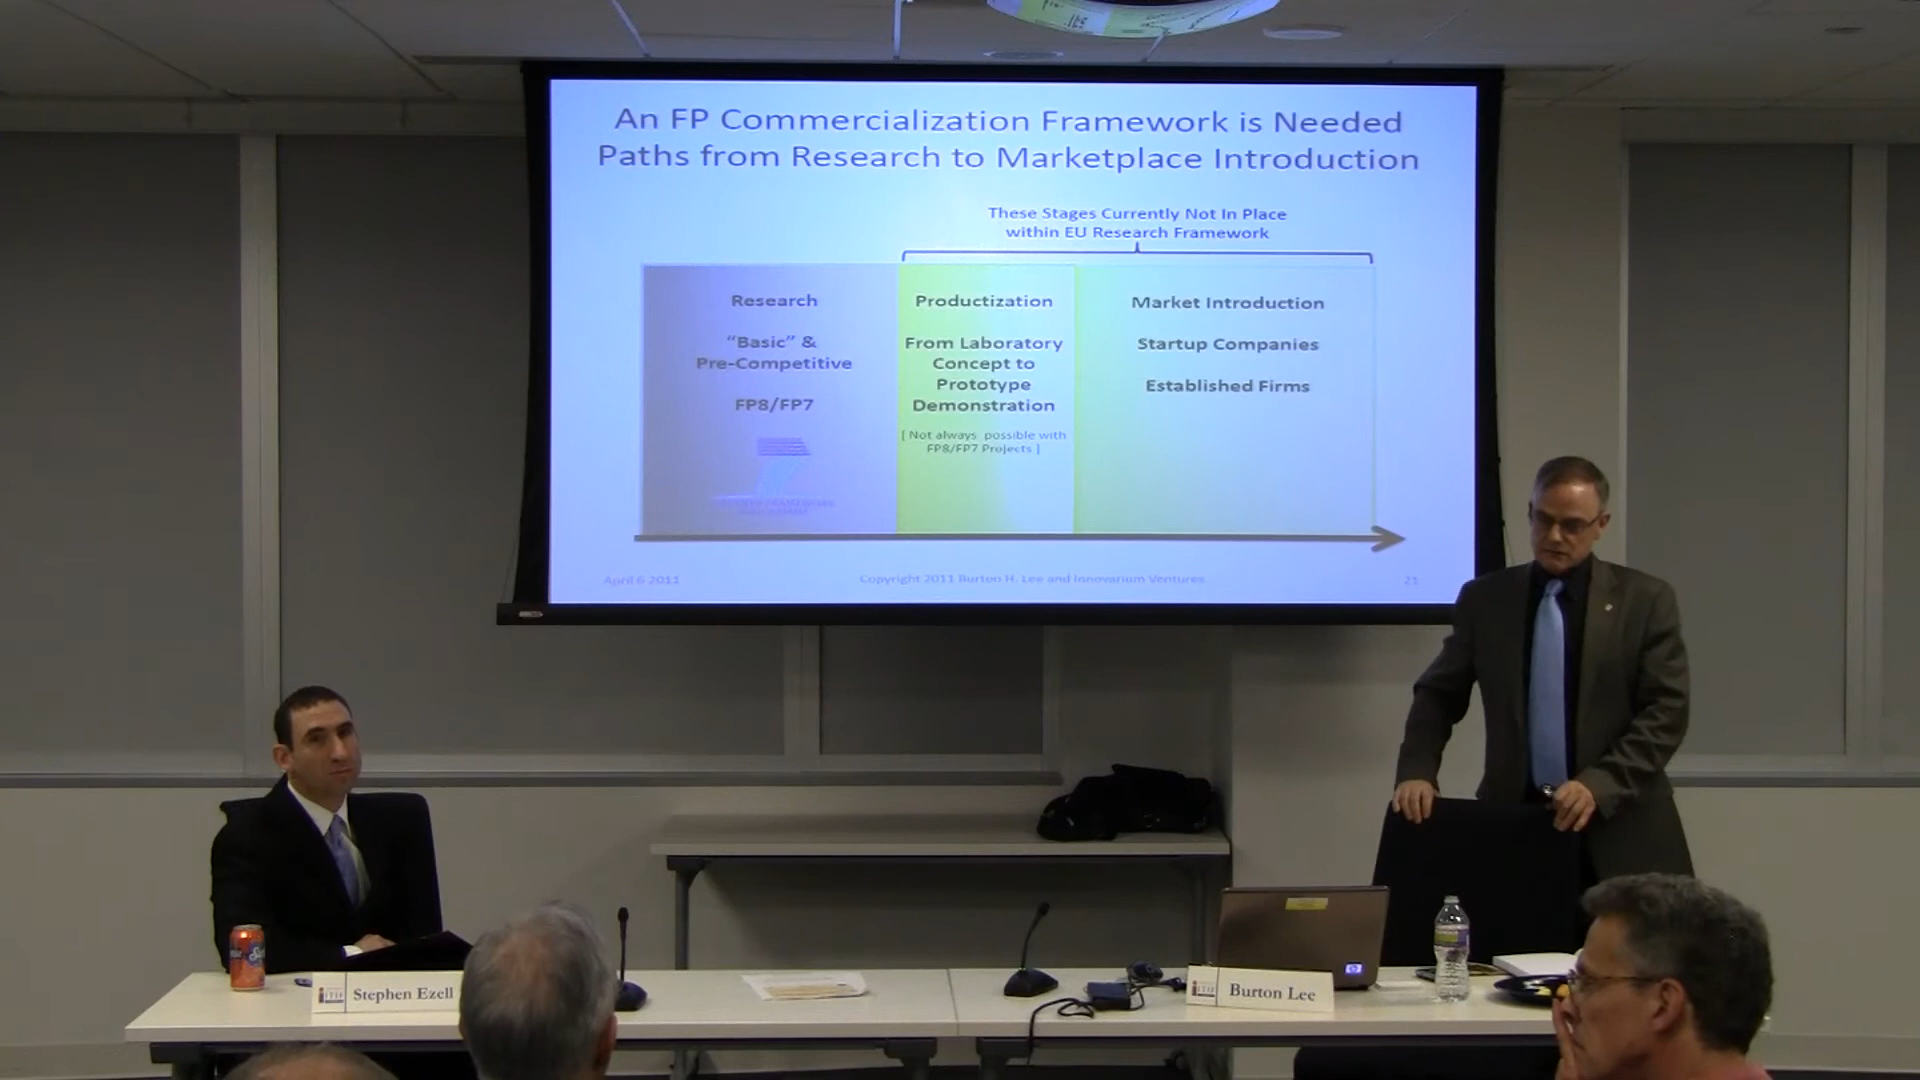 An FP Commercialization Framework is Needed
Paths from Research to Marketplace Introduction
These Stages Currently Not In Place
within EU Research Framework
Research
"Basic" &
Pre-Competitive
FP8/FP7
Productization
From Laboratory
Concept to
Prototype
Demonstration
[ Not always possible with
FP8/FP7 Projects ]
Market Introduction
Startup Companies
Established Firms
April 6 2011
Copyright 2011 Burton H. Lee and Innovarium Ventures
21
ITIF
Stephen Ezell
ITIF
Burton Lee